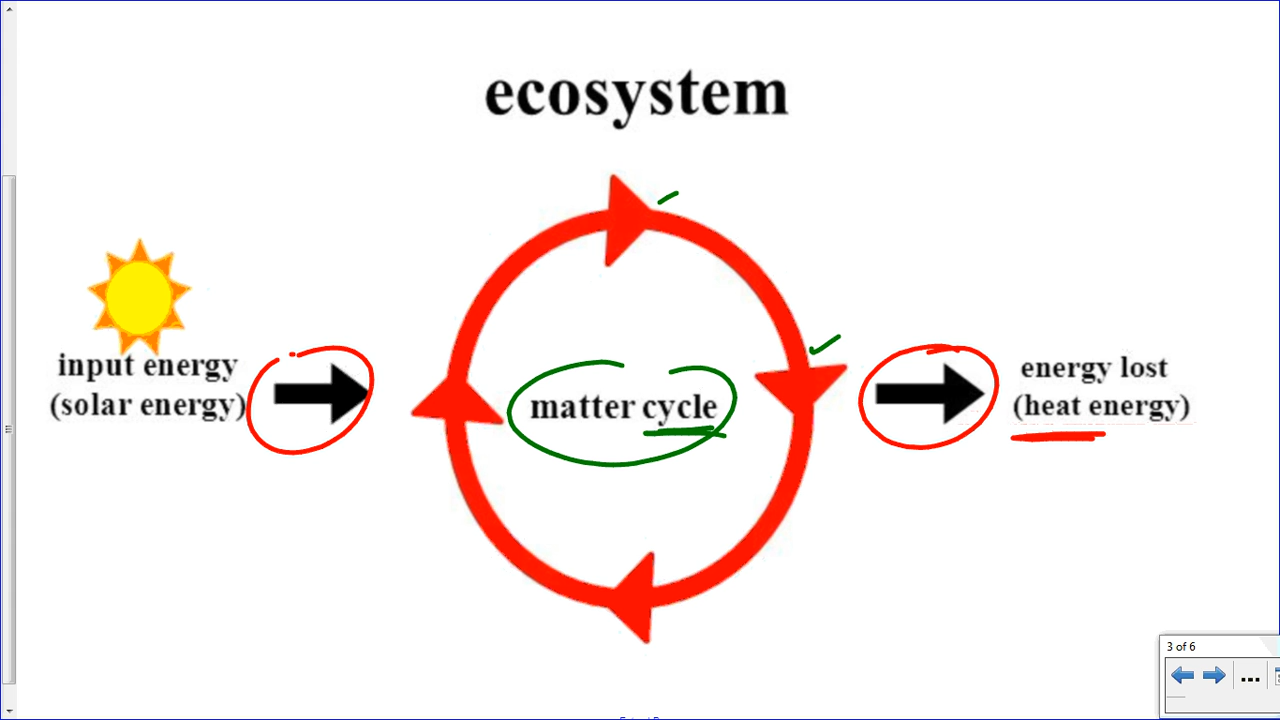 ecosystem
input energy
(solar energy)
matter cycle
energy lost
(heat energy)
3 of 6